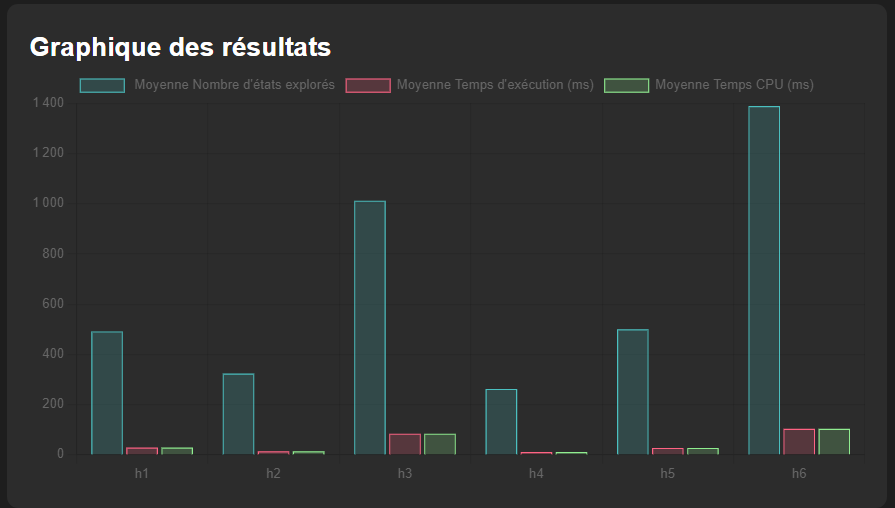 Graphique des résultats
Moyenne Nombre d'états explorés Moyenne Temps d'exécution (ms) Moyenne Temps CPU (ms)
1 400
1 200
1 000
800
600
400
200
0
h1 h2 h3 h4 h5 h6